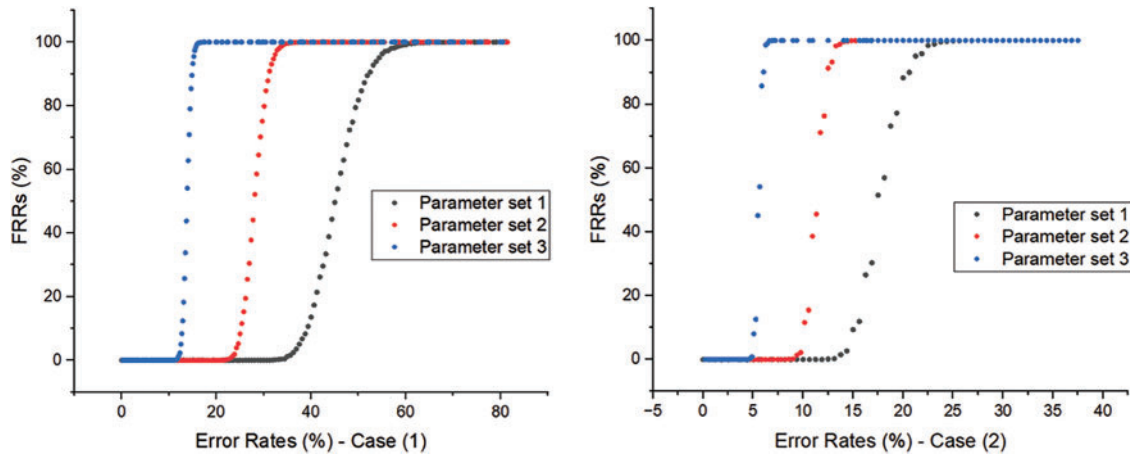 FRRs (%)
100
80
60
40
20
0
Parameter set 1
Parameter set 2
Parameter set 3
0 20 40 60 80
Error Rates (%) - Case (1)
FRRs (%)
100
80
60
40
20
0
Parameter set 1
Parameter set 2
Parameter set 3
−5 0 5 10 15 20 25 30 35 40
Error Rates (%) - Case (2)